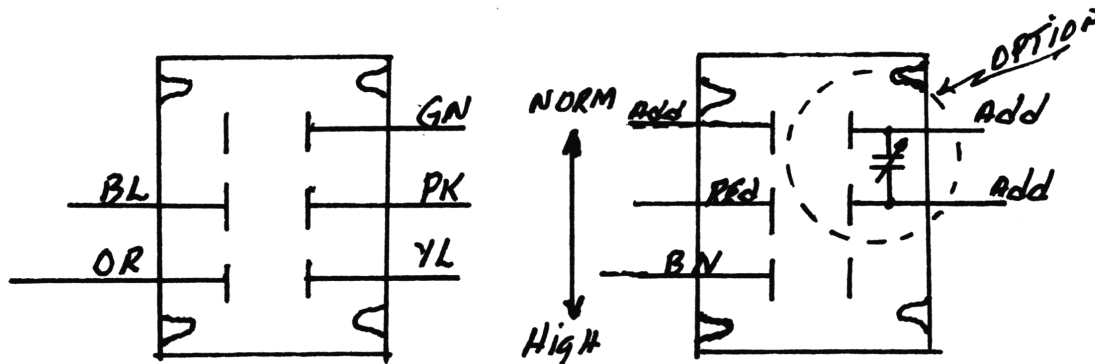 OPTION
GN
NORM
Add
Add
BL
PK
REd
Add
OR
YL
BN
HigH